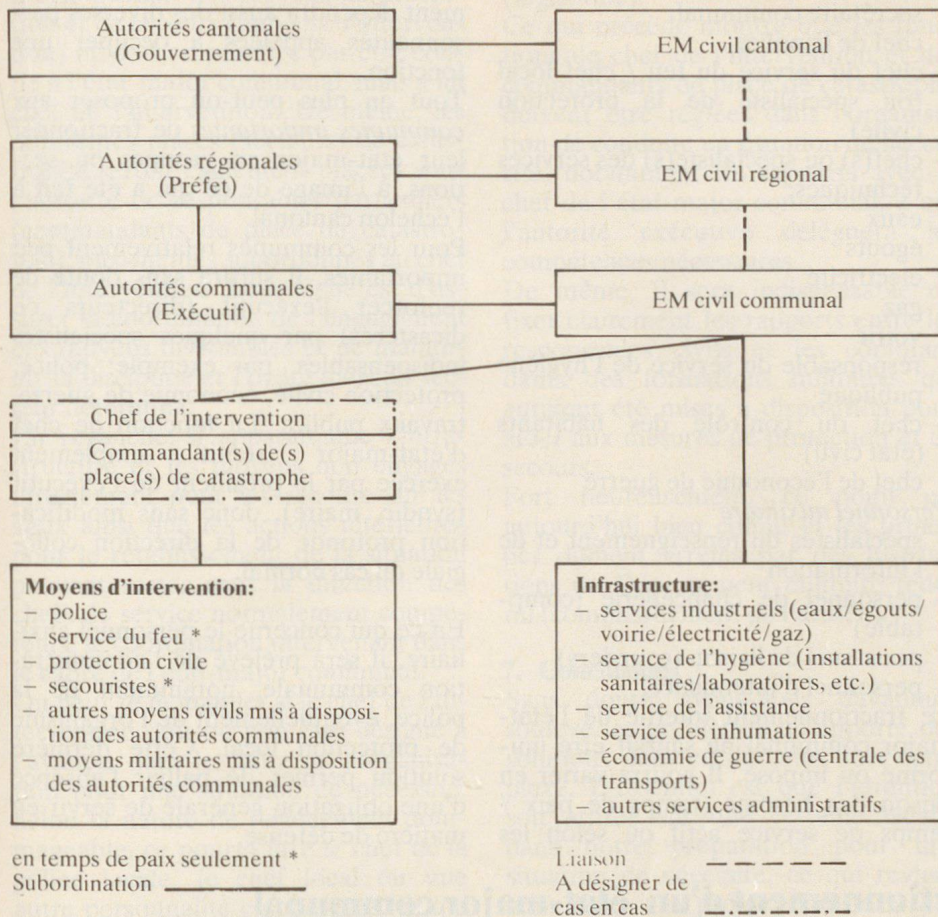 Autorités cantonales
(Gouvernement)
EM civil cantonal
Autorités régionales
(Préfet)
EM civil régional
Autorités communales
(Exécutif)
EM civil communal
Chef de l'intervention
Commandant(s) de(s)
place(s) de catastrophe
Moyens d'intervention:
– police
– service du feu *
– protection civile
– secouristes *
– autres moyens civils mis à disposi-
tion des autorités communales
– moyens militaires mis à disposition
des autorités communales
Infrastructure:
– services industriels (eaux/égouts/
voirie/électricité/gaz)
– service de l'hygiène (installations
sanitaires/laboratoires, etc.)
– service de l'assistance
– service des inhumations
– économie de guerre (centrale des
transports)
– autres services administratifs
en temps de paix seulement *
Subordination
Liaison
A désigner de
cas en cas